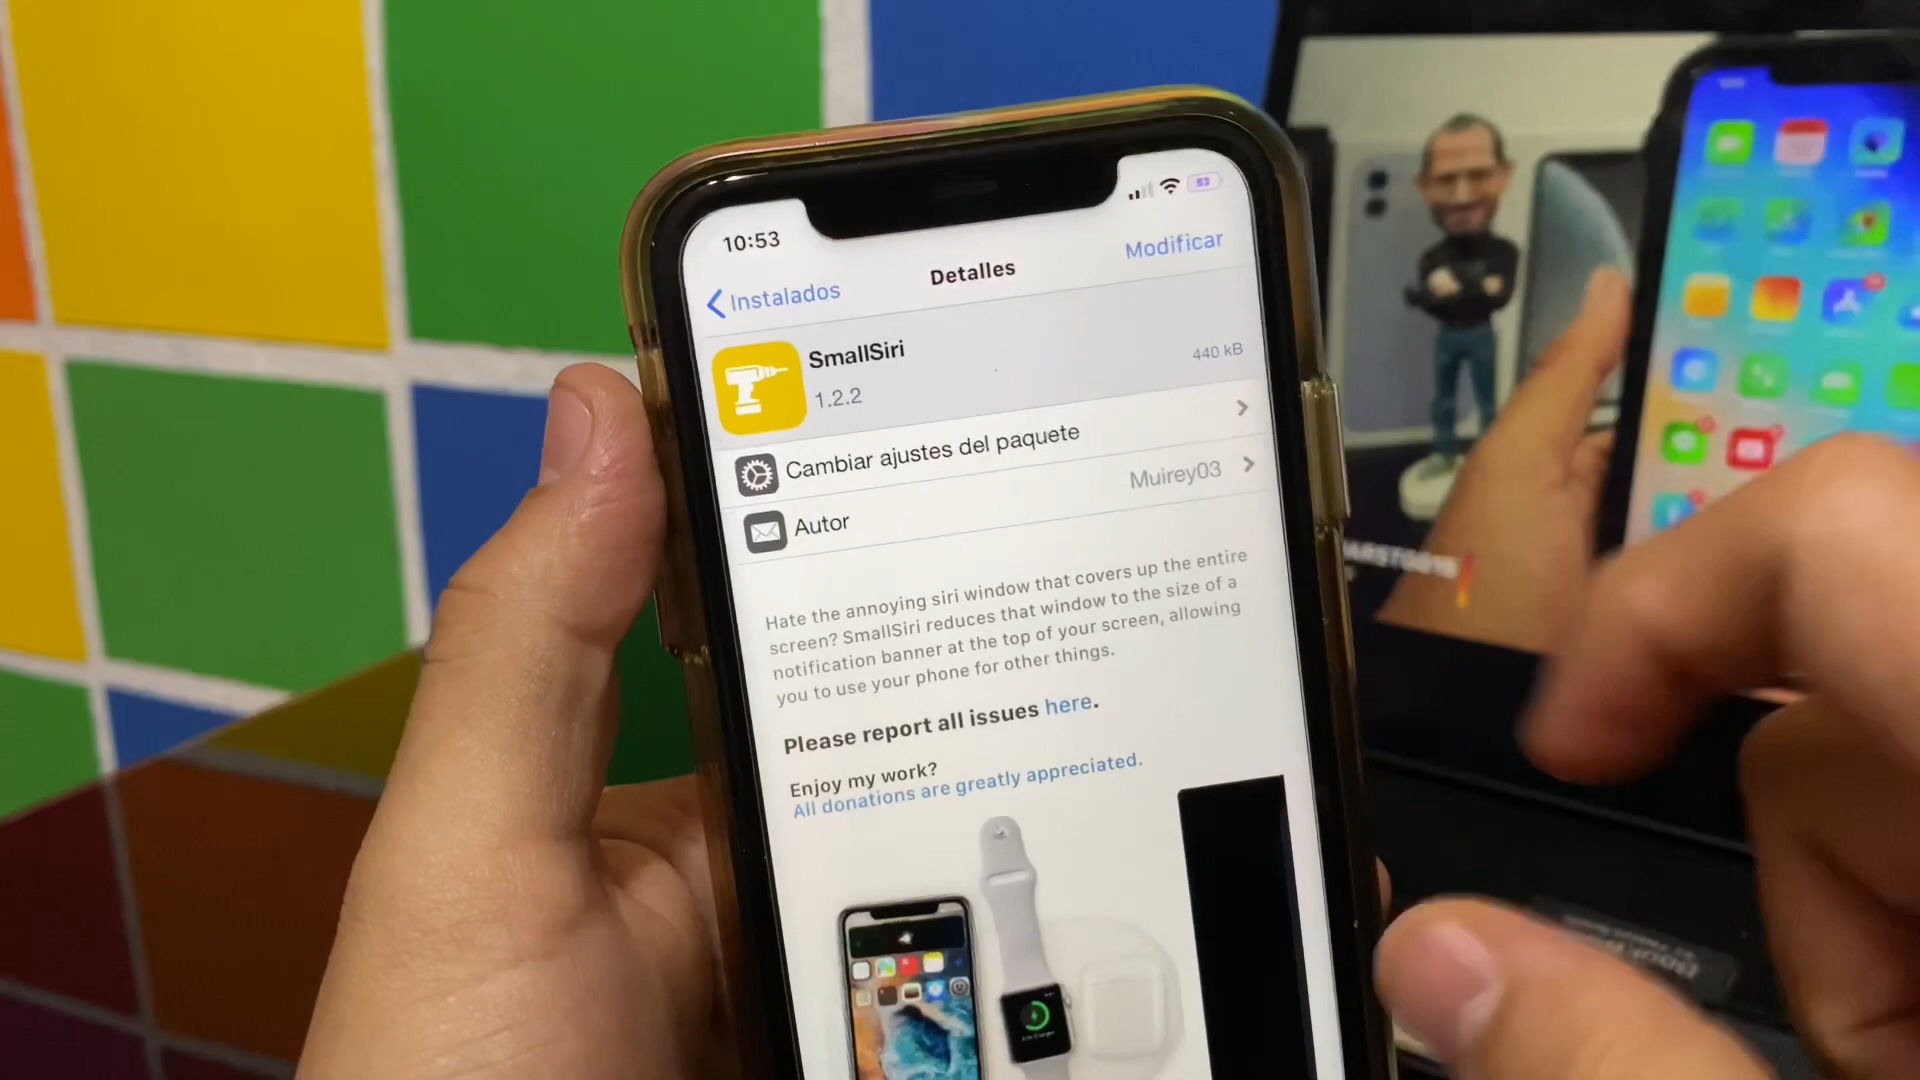 10:53
52
Instalados
Detalles
Modificar
SmallSiri
1.2.2
440 kB
Cambiar ajustes del paquete
Autor
Muirey03
Hate the annoying siri window that covers up the entire
screen? SmallSiri reduces that window to the size of a
notification banner at the top of your screen, allowing
you to use your phone for other things.
Please report all issues here.
Enjoy my work?
All donations are greatly appreciated.